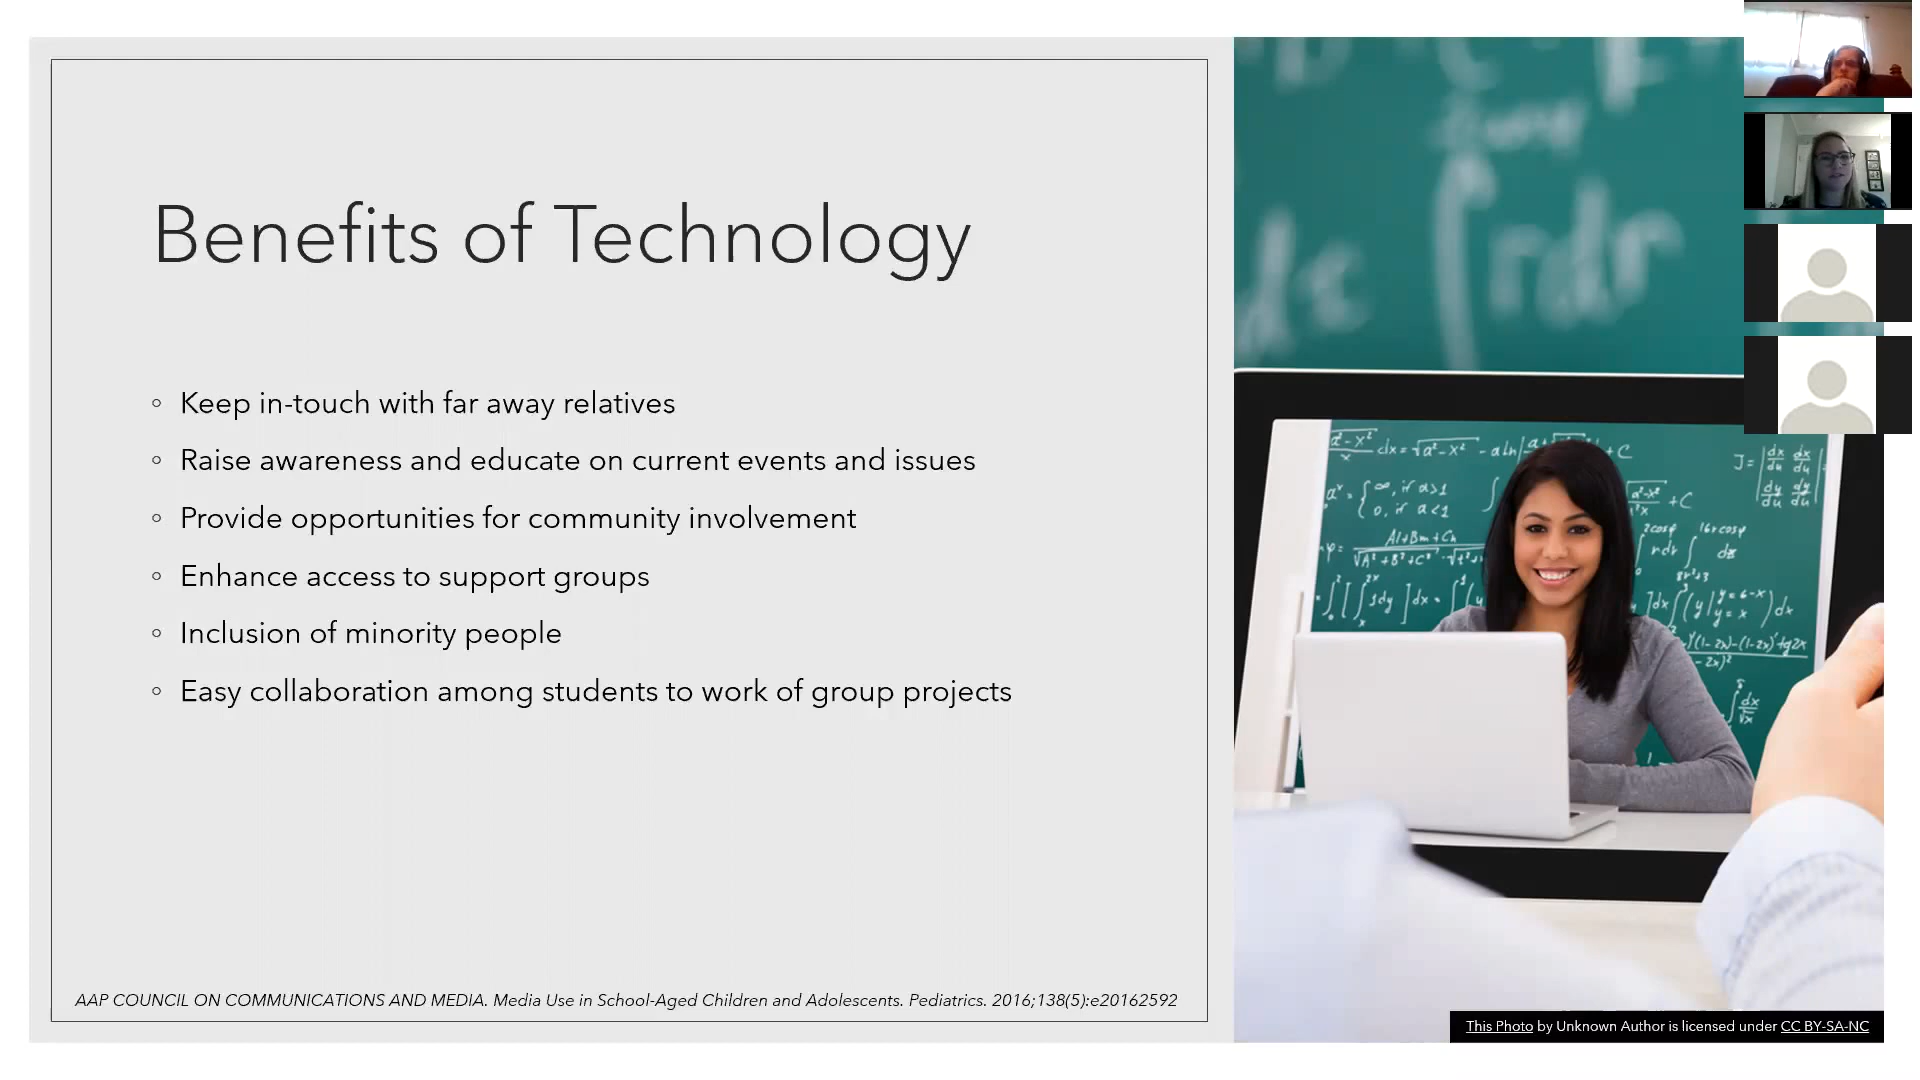 Benefits of Technology
Keep in-touch with far away relatives
Raise awareness and educate on current events and issues
Provide opportunities for community involvement
Enhance access to support groups
Inclusion of minority people
Easy collaboration among students to work of group projects
AAP COUNCIL ON COMMUNICATIONS AND MEDIA. Media Use in School-Aged Children and Adolescents. Pediatrics. 2016;138(5):e20162592
This Photo by Unknown Author is licensed under CC BY-SA-NC